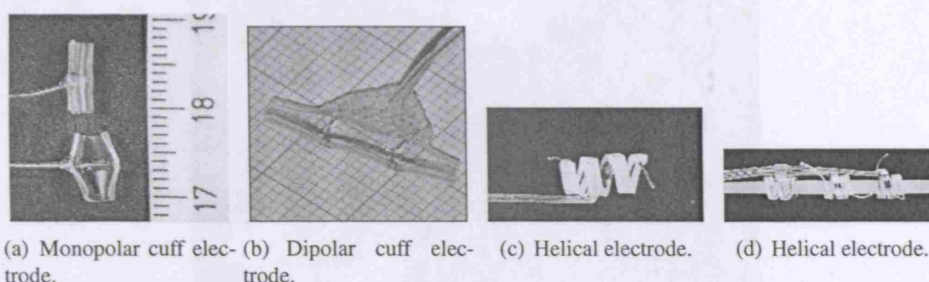 19
18
17
(a) Monopolar cuff elec-
trode.
(b) Dipolar cuff elec-
trode.
(c) Helical electrode.
(d) Helical electrode.